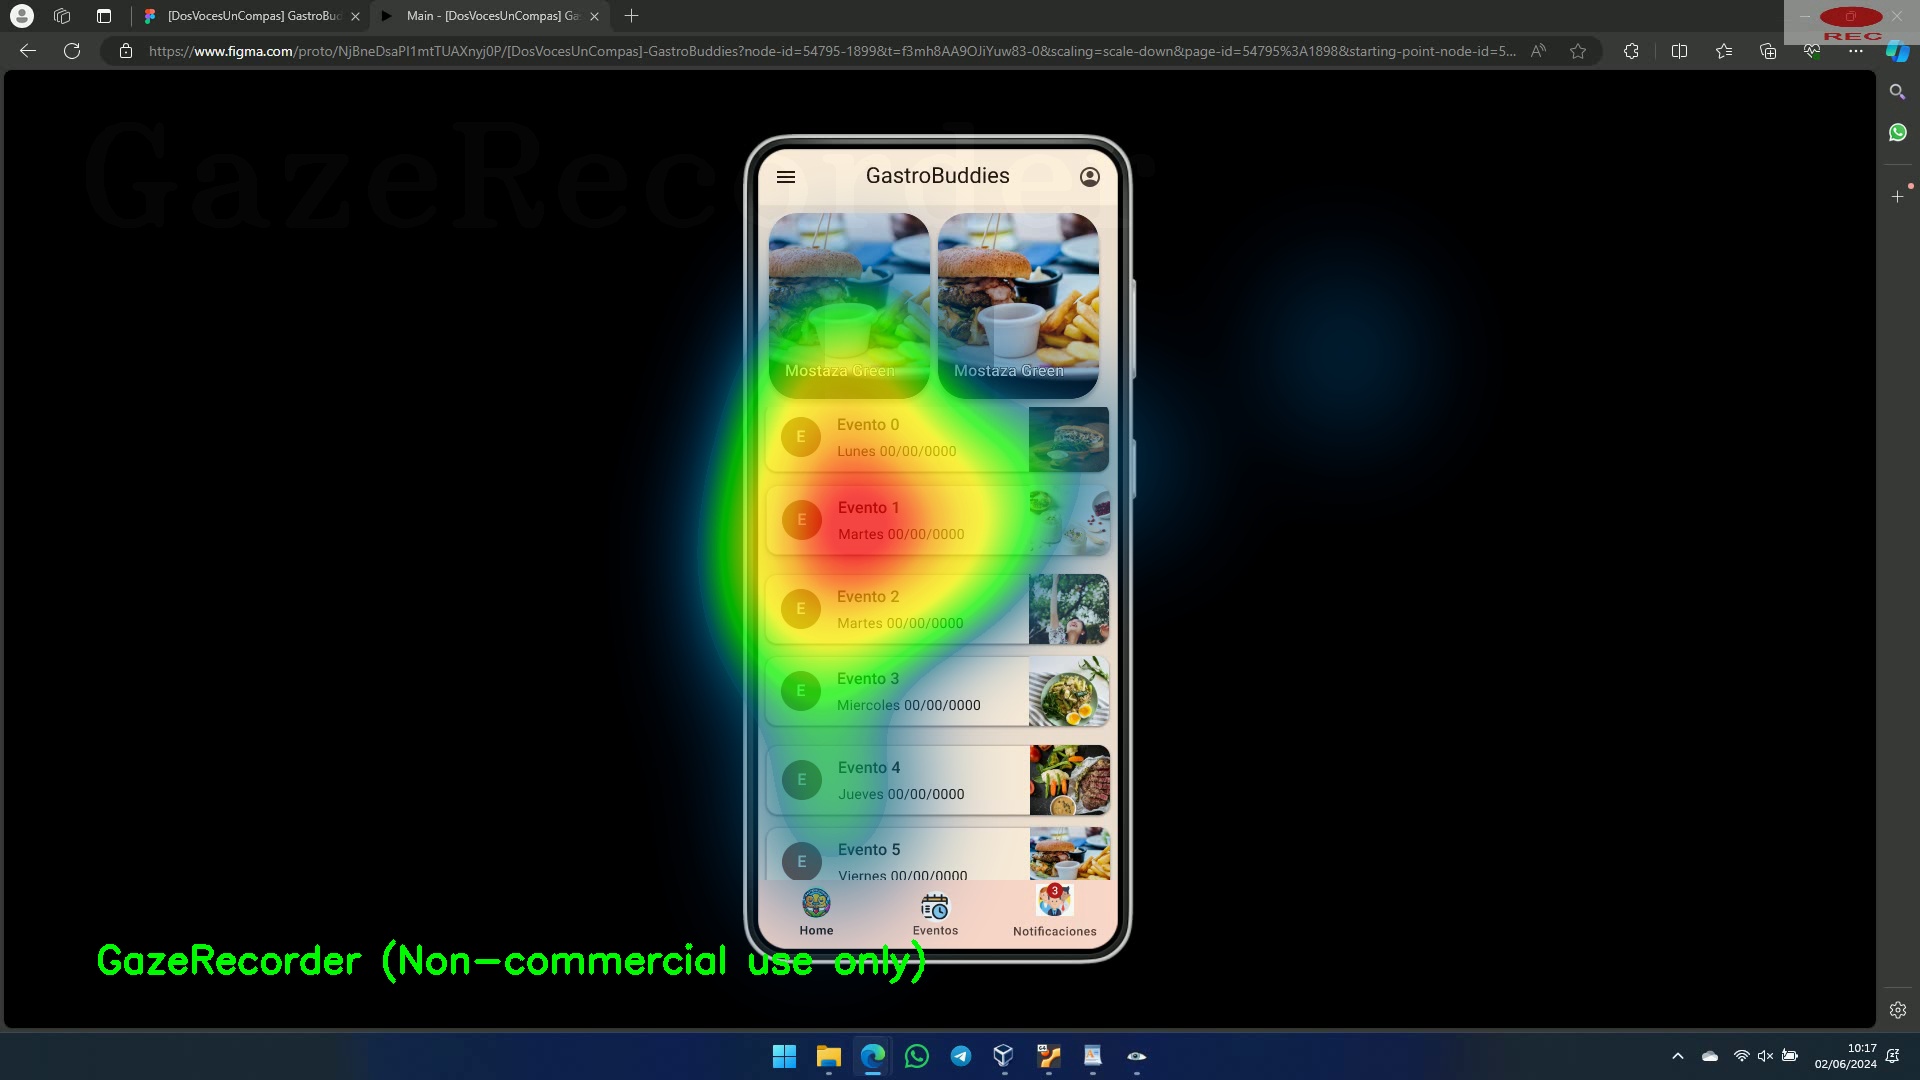 [DosVocesUnCompas] GastroBud
Main - [DosVocesUnCompas] Ga
REC
https://www.figma.com/proto/NjBneDsaPI1mtTUAXnyj0P/[DosVocesUnCompas]-GastroBuddies?node-id=54795-1899&t=f3mh8AA9OJiYuw83-0&scaling=scale-down&page-id=54795%3A1898&starting-point-node-id=5...
GazeRecorder
GastroBuddies
Mostaza Green
Mostaza Green
E
Evento 0
Lunes 00/00/0000
E
Evento 1
Martes 00/00/0000
E
Evento 2
Martes 00/00/0000
E
Evento 3
Miercoles 00/00/0000
E
Evento 4
Jueves 00/00/0000
E
Evento 5
Viernes 00/00/0000
3
Home
Eventos
Notificaciones
GazeRecorder (Non-commercial use only)
10:17
02/06/2024